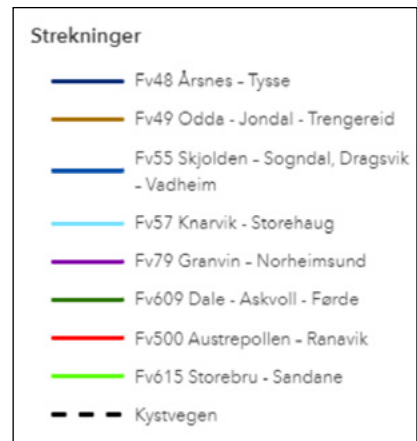 Strekninger
Fv48 Årsnes – Tysse
Fv49 Odda - Jondal - Trengereid
Fv55 Skjolden – Sogndal, Dragsvik
– Vadheim
Fv57 Knarvik - Storehaug
Fv79 Granvin – Norheimsund
Fv609 Dale - Askvoll - Førde
Fv500 Austrepollen – Ranavik
Fv615 Storebru - Sandane
Kystvegen